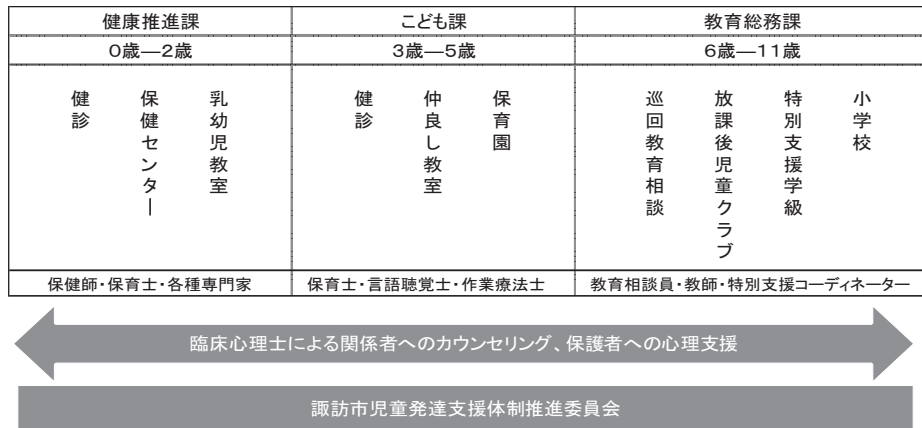 健康推進課
こども課
教育総務課
0歳―2歳
3歳―5歳
6歳―11歳
健診
保健センター
乳幼児教室
健診
仲良し教室
保育園
巡回教育相談
放課後児童クラブ
特別支援学級
小学校
保健師・保育士・各種専門家
保育士・言語聴覚士・作業療法士
教育相談員・教師・特別支援コーディネーター
臨床心理士による関係者へのカウンセリング、保護者への心理支援
諏訪市児童発達支援体制推進委員会